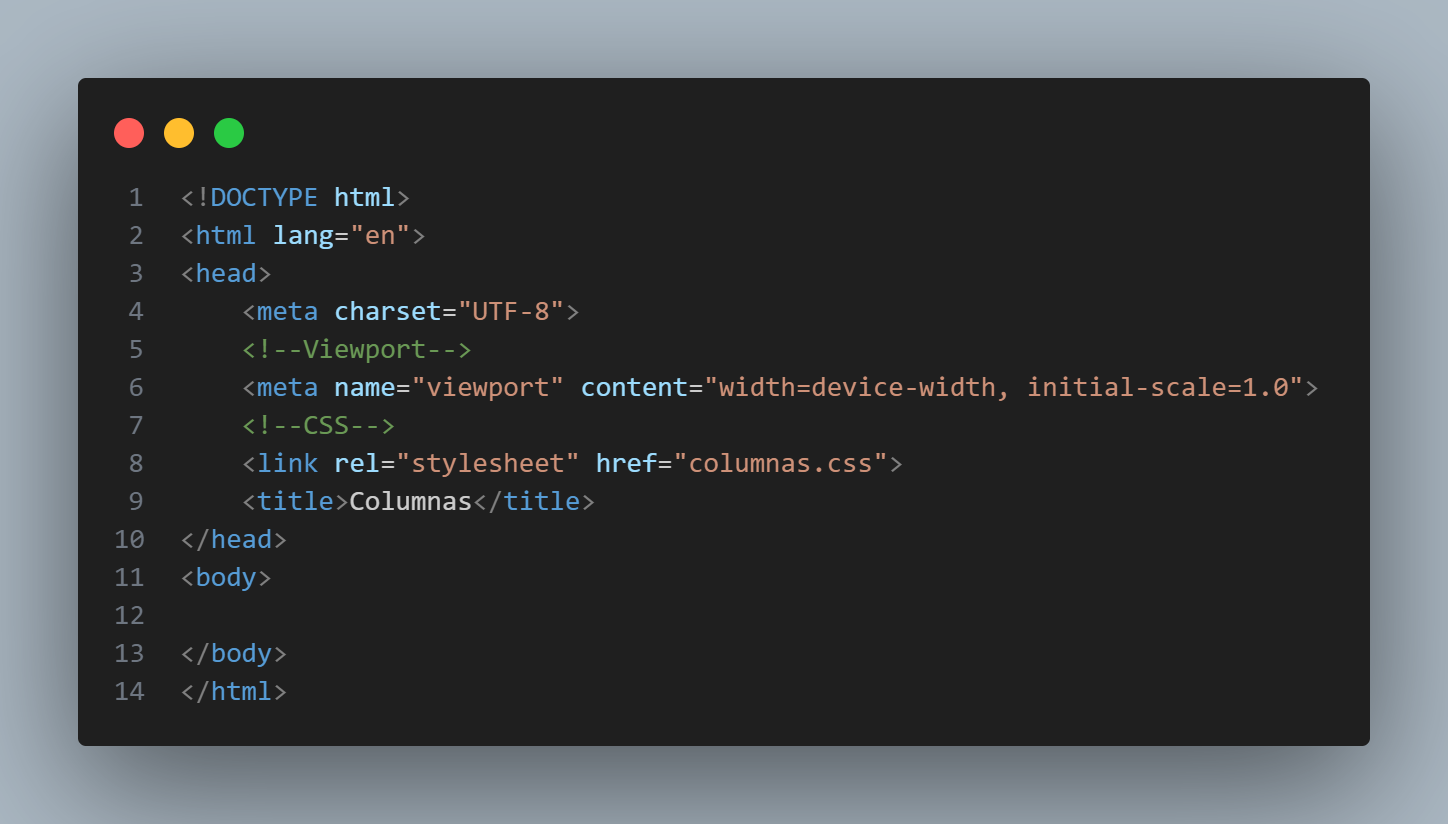 1 <!DOCTYPE html>
2 <html lang="en">
3 <head>
4     <meta charset="UTF-8">
5     <!--Viewport-->
6     <meta name="viewport" content="width=device-width, initial-scale=1.0">
7     <!--CSS-->
8     <link rel="stylesheet" href="columnas.css">
9     <title>Columnas</title>
10 </head>
11 <body>
12
13 </body>
14 </html>